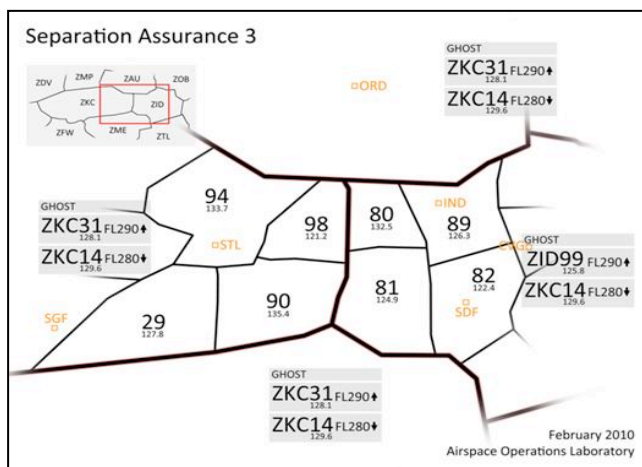 Separation Assurance 3
ZDV
ZMP
ZAU
ZOB
ZKC
ZID
ZFW
ZME
ZTL
ORD
GHOST
ZKC31 FL290
128.1
ZKC14 FL280
129.6
94
133.7
98
121.2
80
132.5
IND
89
126.3
GHOST
ZKC31 FL290
128.1
ZKC14 FL280
129.6
STL
GHOST
ZID99 FL290
125.8
ZKC14 FL280
129.6
SGF
29
127.8
90
135.4
81
124.9
82
122.4
SDF
GHOST
ZKC31 FL290
128.1
ZKC14 FL280
129.6
February 2010
Airspace Operations Laboratory